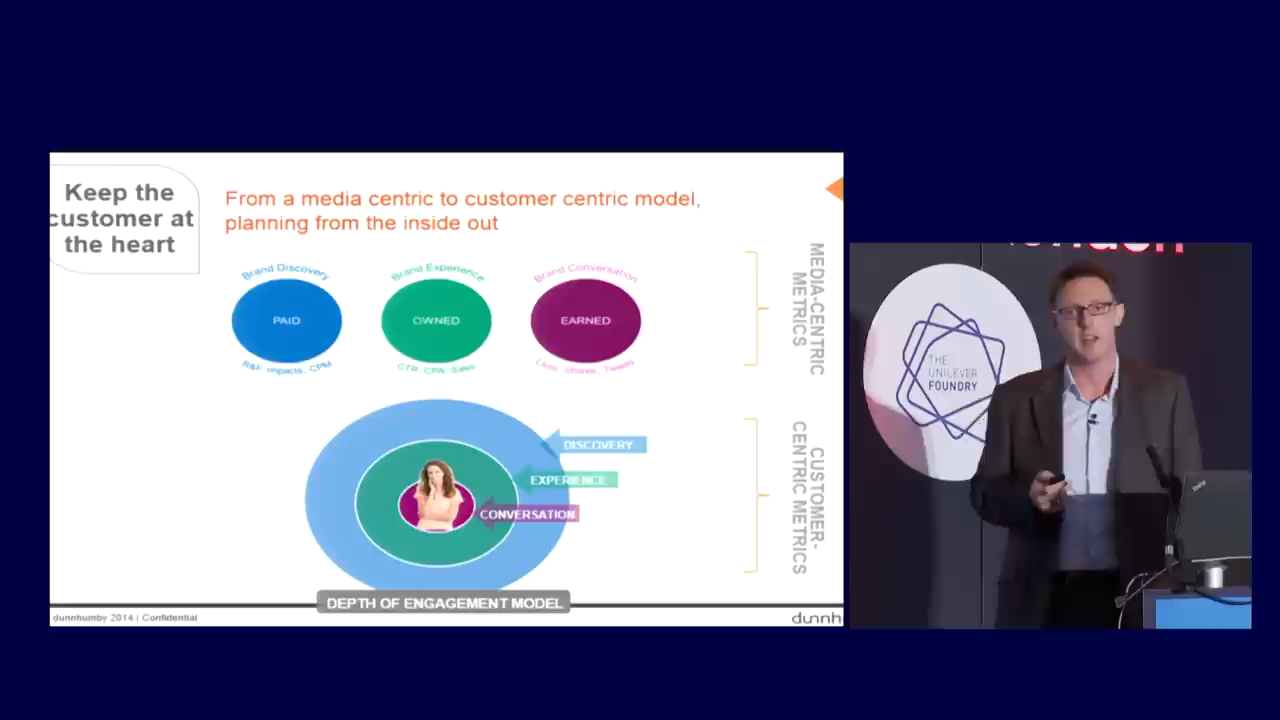 Keep the
customer at
the heart
From a media centric to customer centric model,
planning from the inside out
Brand Discovery
Brand Experience
Brand Conversation
PAID
OWNED
EARNED
R&F, Impacts, CPM
CTR, CPA, Sales
Shares, Tweets
MEDIA-CENTRIC
METRICS
DISCOVERY
EXPERIENCE
CONVERSATION
CUSTOMER-
CENTRIC METRICS
DEPTH OF ENGAGEMENT MODEL
dunnhumby 2014 | Confidential
dunnh
THE
UNILEVER
FOUNDRY